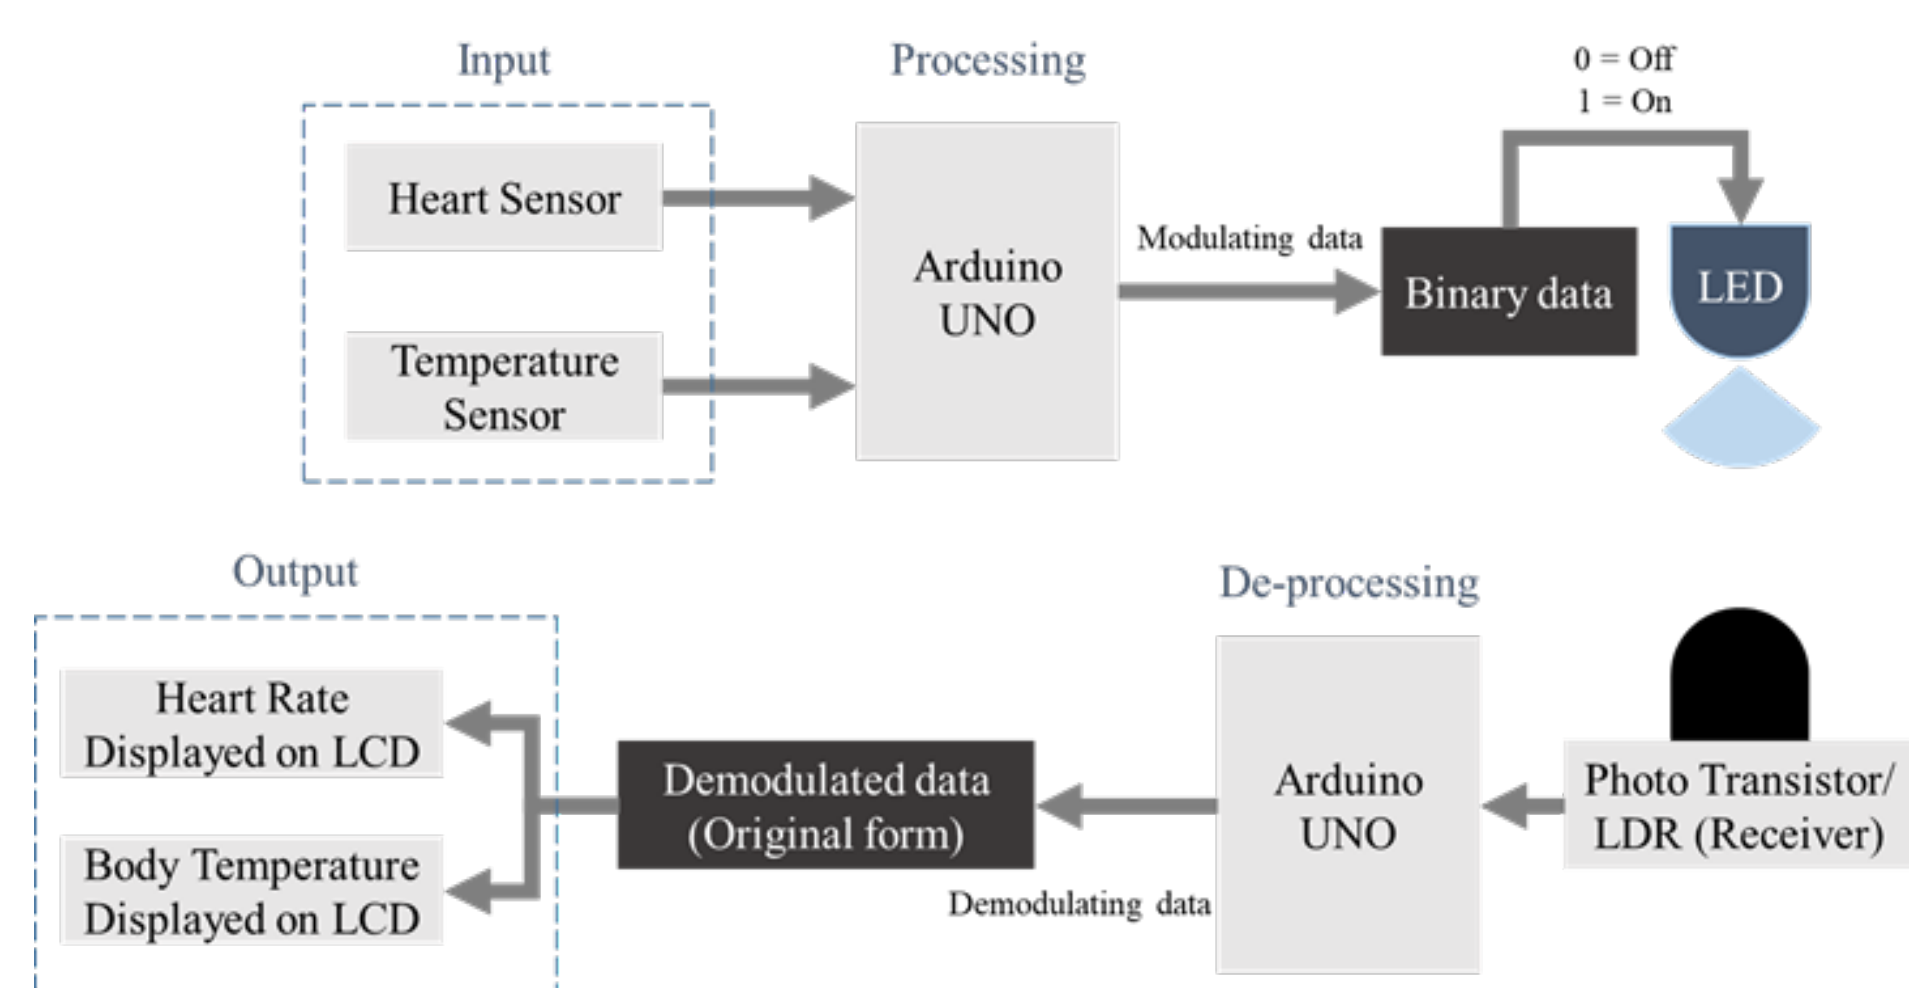 Input
Processing
0 = Off
1 = On
Heart Sensor
Temperature
Sensor
Arduino
UNO
Modulating data
Binary data
LED
Output
De-processing
Heart Rate
Displayed on LCD
Body Temperature
Displayed on LCD
Demodulated data
(Original form)
Demodulating data
Arduino
UNO
Photo Transistor/
LDR (Receiver)